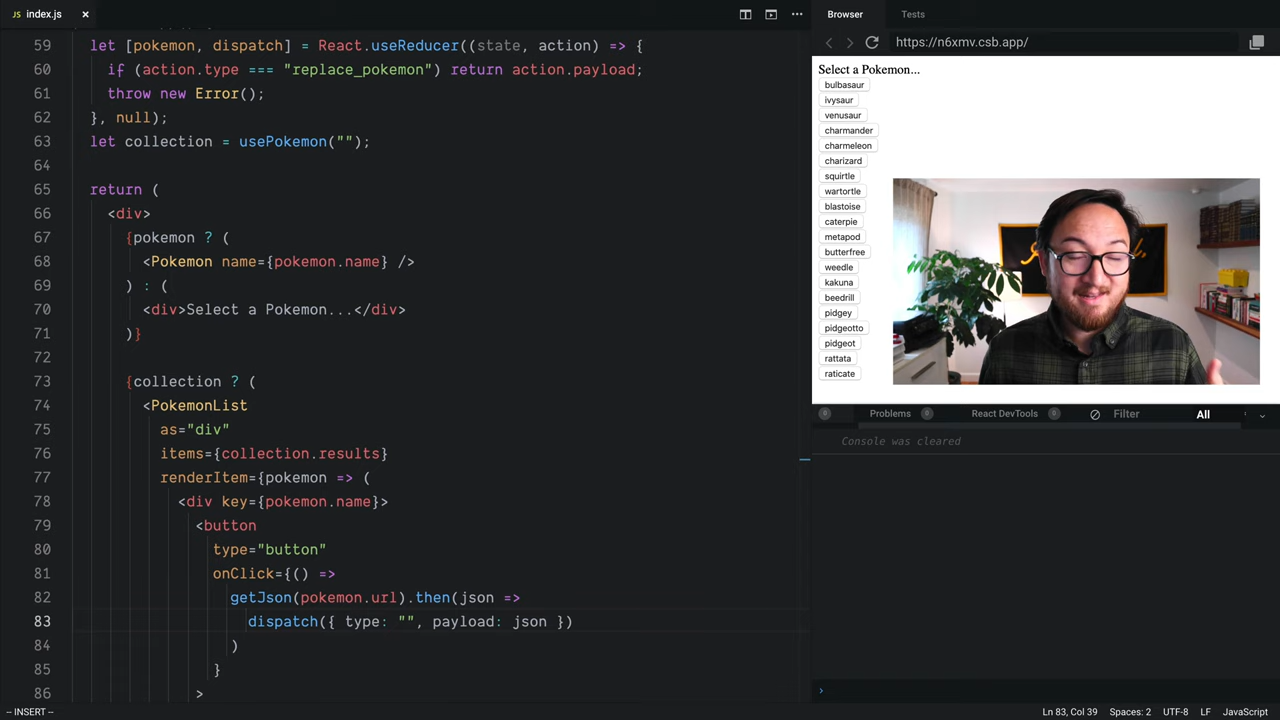 index.js
Browser
Tests
https://n6xmv.csb.app/
59 let [pokemon, dispatch] = React.useReducer((state, action) => {
60 if (action.type === "replace_pokemon") return action.payload;
61 throw new Error();
62 }, null);
63 let collection = usePokemon("");
64
65 return (
66 <div>
67 {pokemon ? (
68 <Pokemon name={pokemon.name} />
69 ) : (
70 <div>Select a Pokemon...</div>
71 )}
72
73 {collection ? (
74 <PokemonList
75 as="div"
76 items={collection.results}
77 renderItem={pokemon => (
78 <div key={pokemon.name}>
79 <button
80 type="button"
81 onClick={() =>
82 getJson(pokemon.url).then(json =>
83 dispatch({ type: "", payload: json })
84 )
85 }
86 >
Select a Pokemon...
bulbasaur
ivysaur
venusaur
charmander
charmeleon
charizard
squirtle
wartortle
blastoise
caterpie
metapod
butterfree
weedle
kakuna
beedrill
pidgey
pidgeotto
pidgeot
rattata
raticate
0 Problems 0 React DevTools 0 Filter All
Console was cleared
-- INSERT --
Ln 83, Col 39 Spaces: 2 UTF-8 LF JavaScript